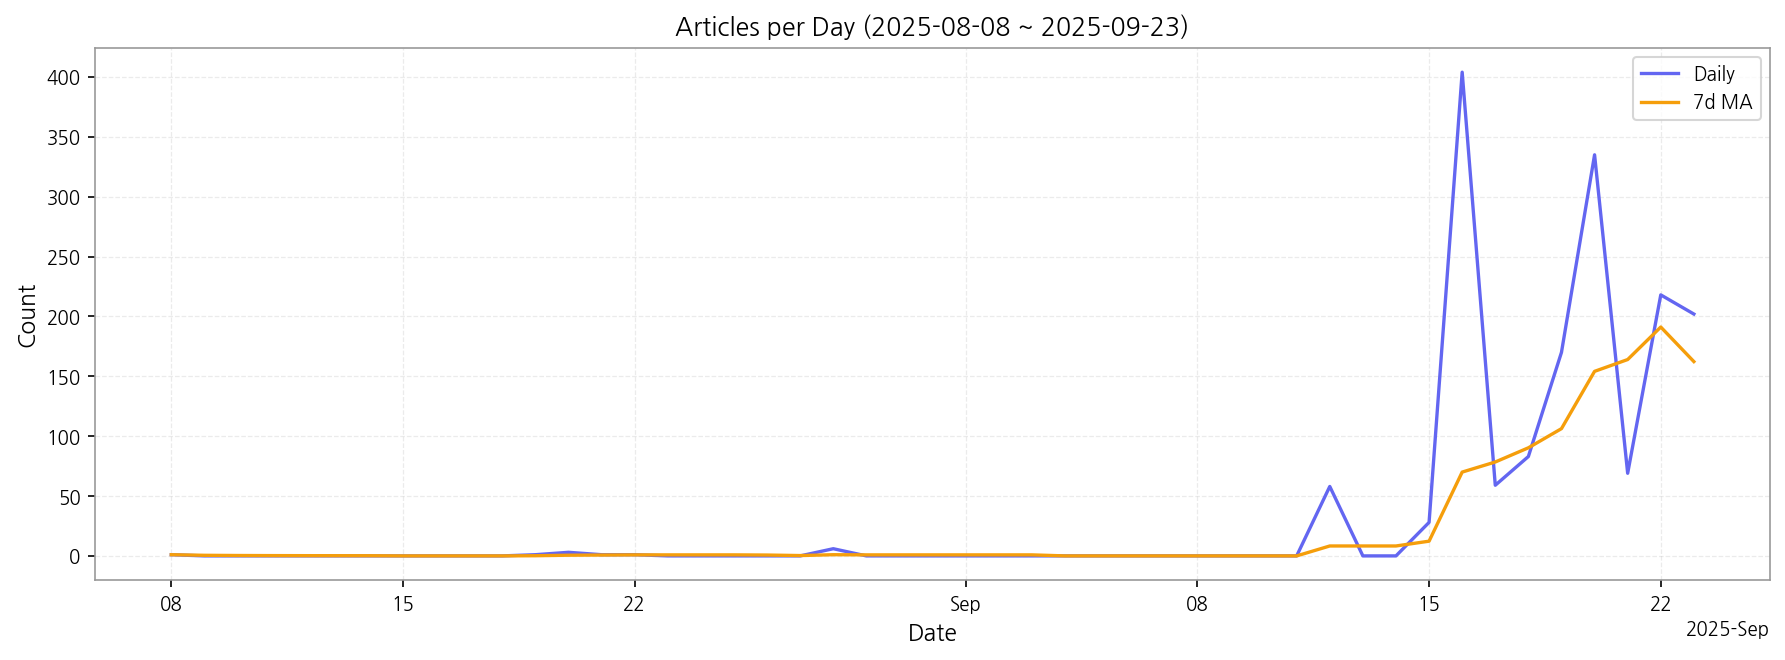 Articles per Day (2025-08-08 ~ 2025-09-23)
Daily
7d MA
400
350
300
250
200
150
100
50
0
Count
08 15 22 Sep 08 15 22
2025-Sep
Date